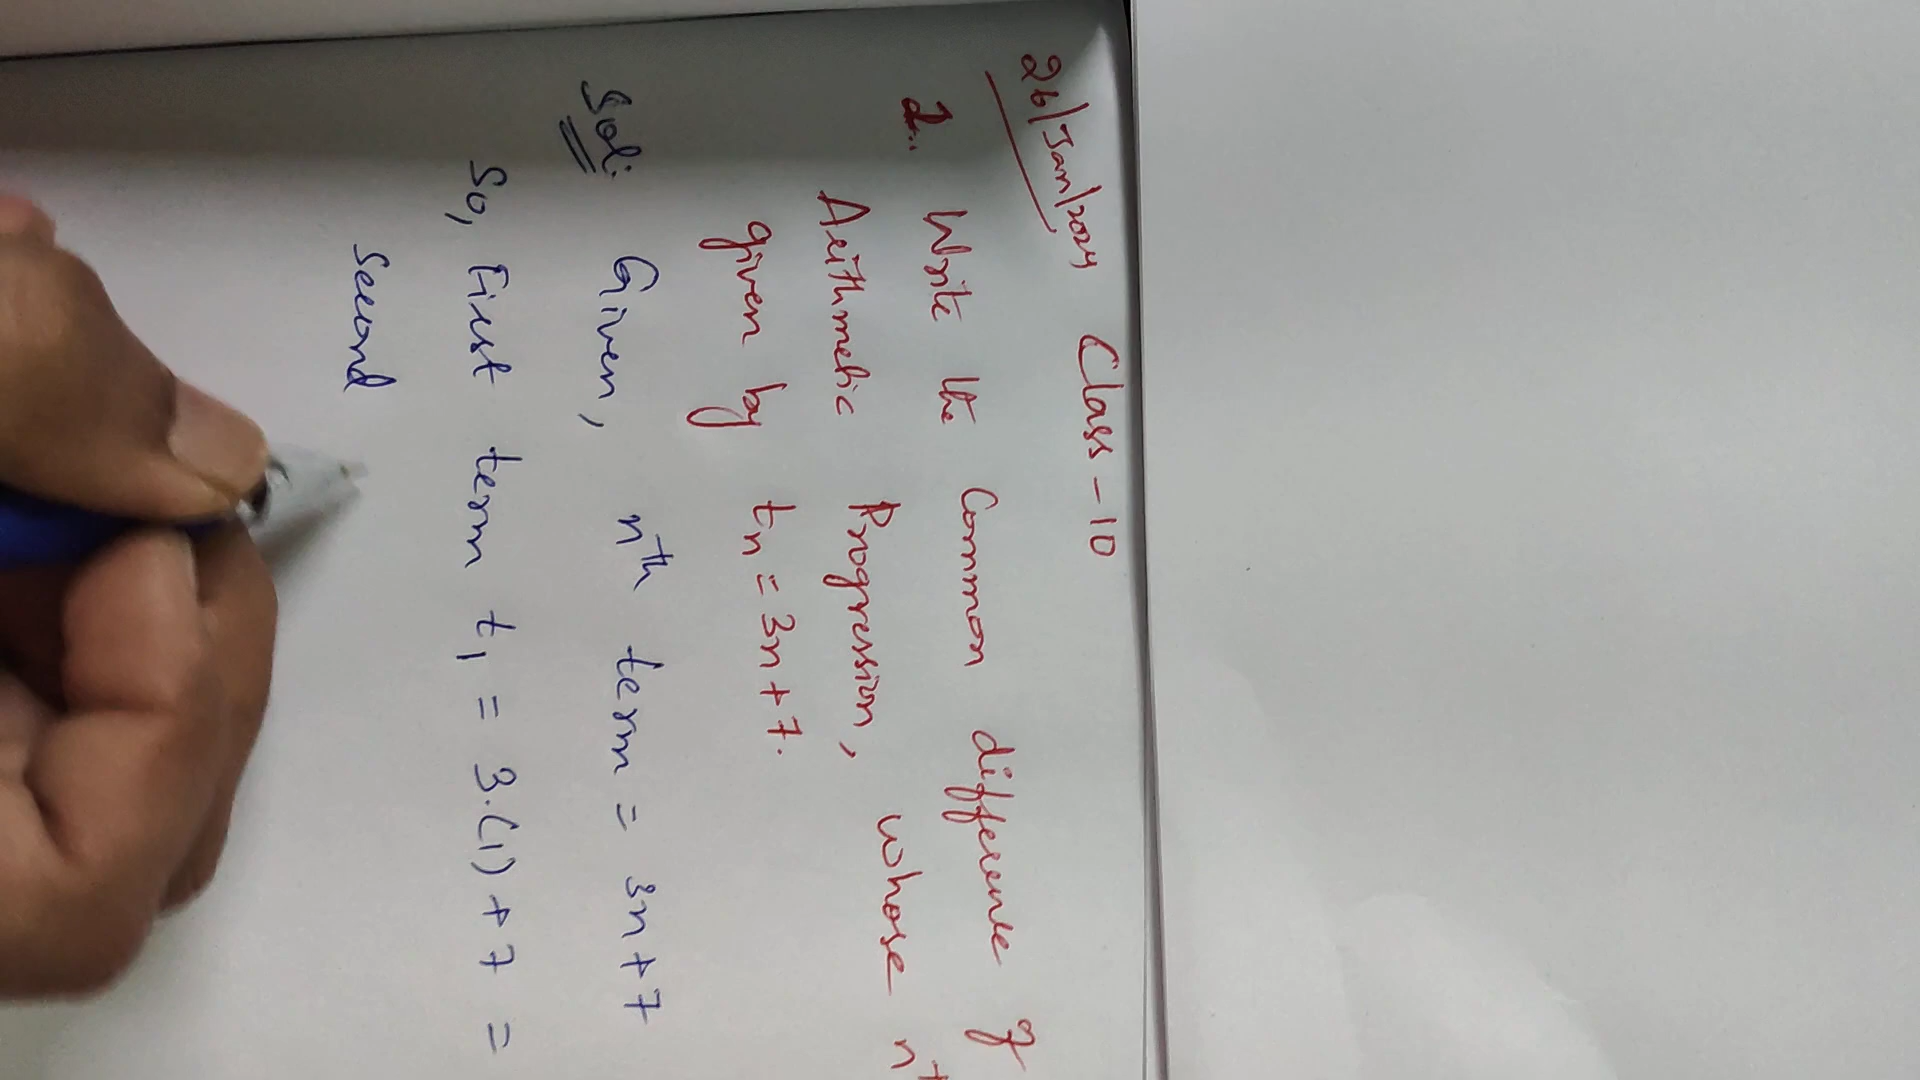 26/Jan/2024 Class-10
1. Write the Common difference of
Arithmetic Progression, whose
given by tn = 3n + 7.
Sol: Given, nth term = 3n + 7
So, First term t1 = 3.(1) + 7 =
Second